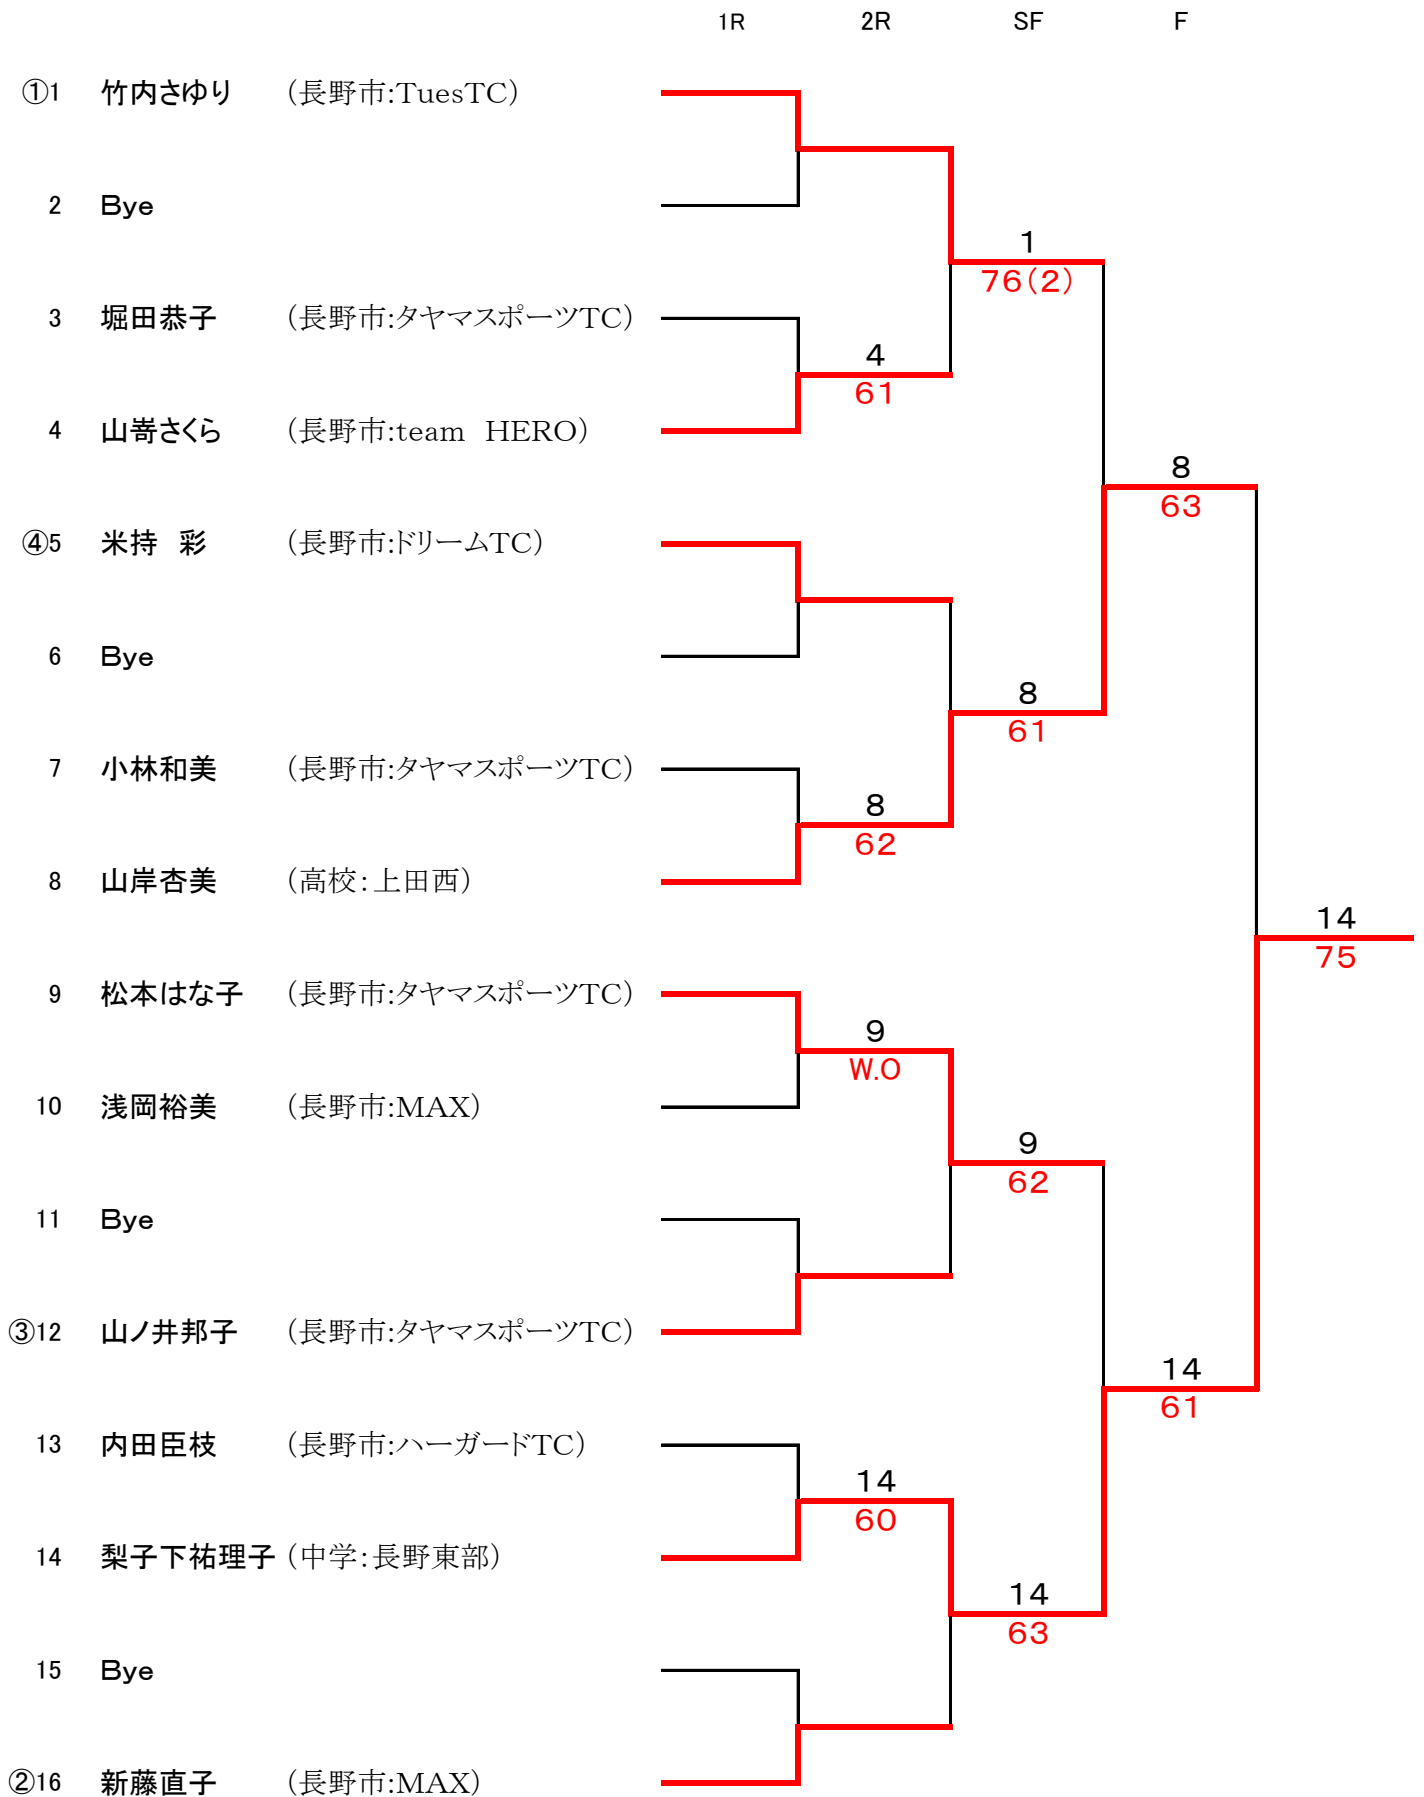 1R 2R SF F
①1 竹内さゆり （長野市:TuesTC）
2 Bye
1
76(2)
3 堀田恭子 （長野市:タヤマスポーツTC）
4
61
4 山嵜さくら （長野市:team　HERO）
8
63
④5 米持　彩 （長野市:ドリームTC）
6 Bye
8
61
7 小林和美 （長野市:タヤマスポーツTC）
8
62
8 山岸杏美 （高校：上田西）
14
75
9 松本はな子 （長野市:タヤマスポーツTC）
9
W.O
10 浅岡裕美 （長野市:MAX）
9
62
11 Bye
③12 山ノ井邦子 （長野市:タヤマスポーツTC）
14
61
13 内田臣枝 （長野市:ハーガードTC）
14
60
14 梨子下祐理子 （中学：長野東部）
14
63
15 Bye
②16 新藤直子 （長野市:MAX）